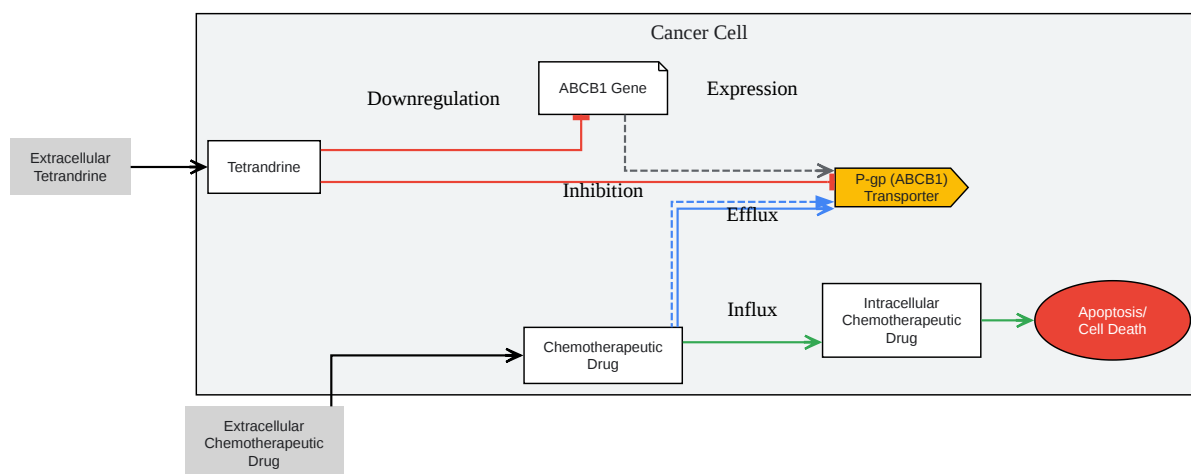 Cancer Cell
ABCB1 Gene
Expression
Downregulation
Extracellular
Tetrandrine
Tetrandrine
Inhibition
P-gp (ABCB1)
Transporter
Efflux
Influx
Intracellular
Chemotherapeutic
Drug
Apoptosis/
Cell Death
Chemotherapeutic
Drug
Extracellular
Chemotherapeutic
Drug